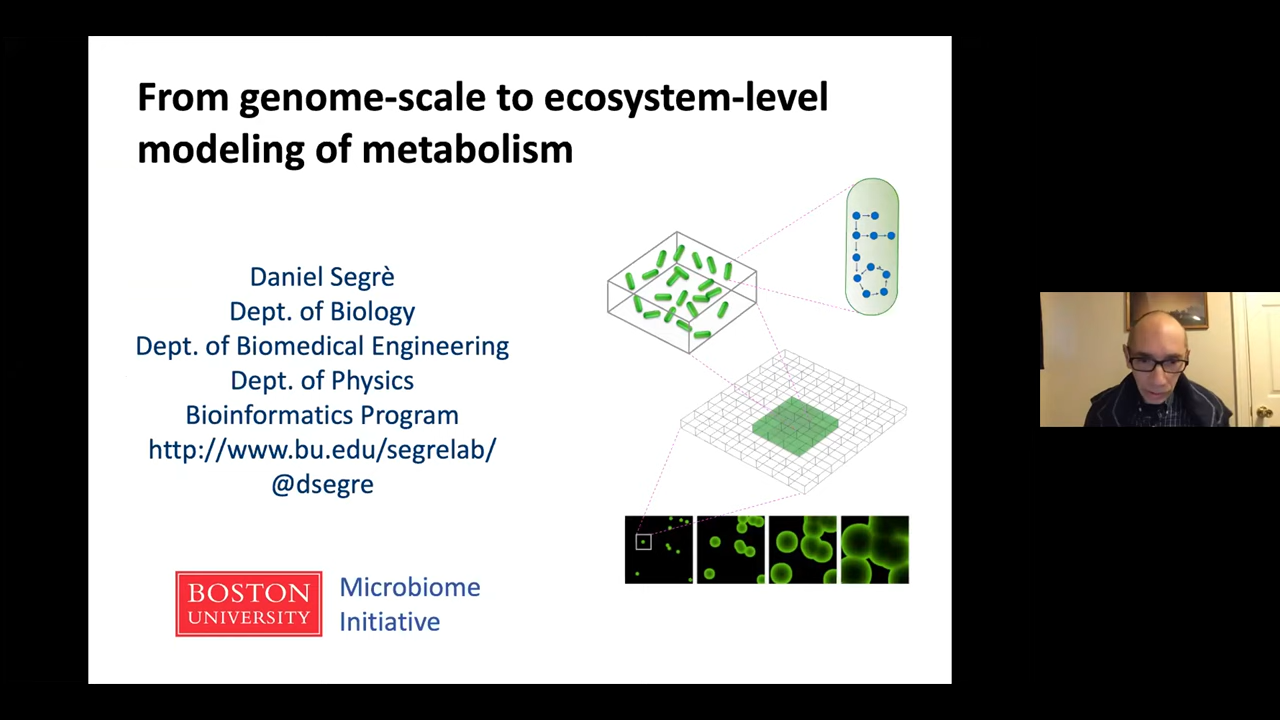 From genome-scale to ecosystem-level
modeling of metabolism
Daniel Segrè
Dept. of Biology
Dept. of Biomedical Engineering
Dept. of Physics
Bioinformatics Program
http://www.bu.edu/segrelab/
@dsegre
BOSTON
UNIVERSITY
Microbiome
Initiative